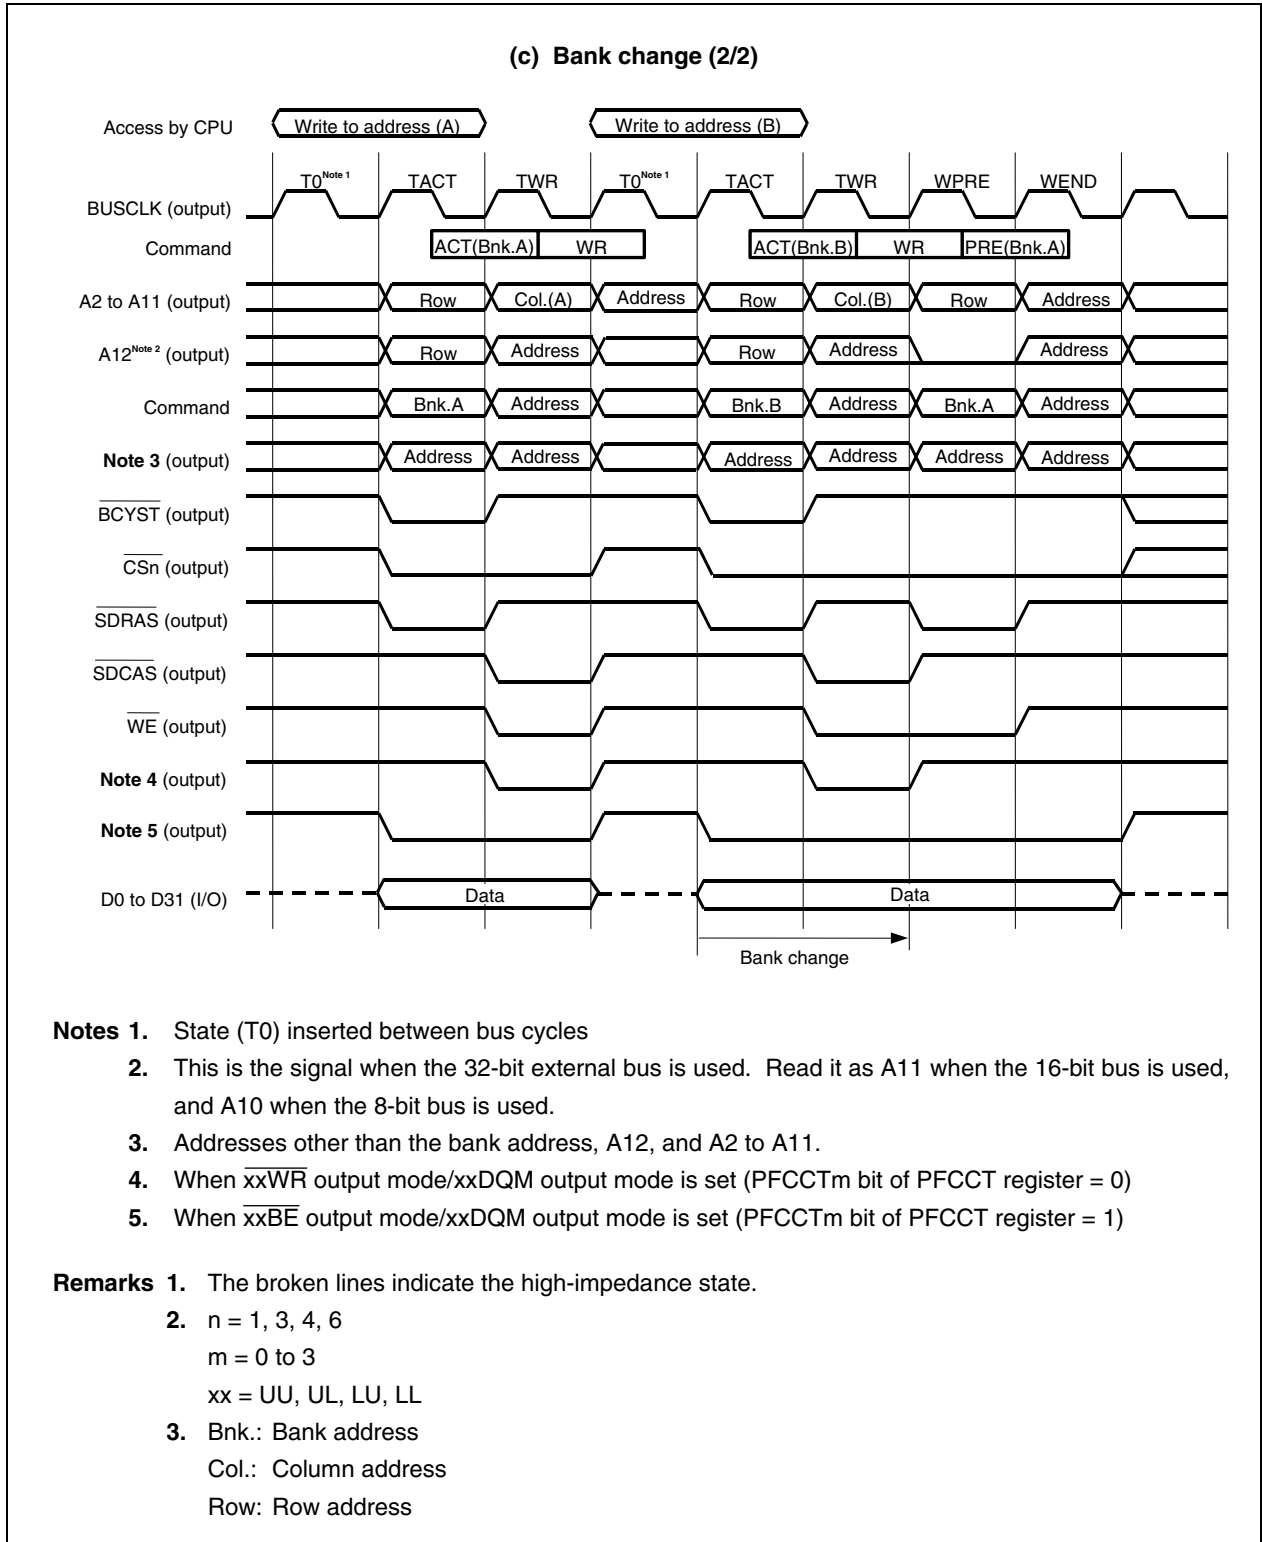 (c) Bank change (2/2)
Access by CPU Write to address (A) Write to address (B)
T0Note 1 TACT TWR T0Note 1 TACT TWR WPRE WEND
BUSCLK (output)
Command ACT(Bnk.A) WR ACT(Bnk.B) WR PRE(Bnk.A)
A2 to A11 (output) Row Col.(A) Address Row Col.(B) Row Address
A12Note 2 (output) Row Address Row Address Address
Command Bnk.A Address Bnk.B Address Bnk.A Address
Note 3 (output) Address Address Address Address Address Address
BCYST (output)
CSn (output)
SDRAS (output)
SDCAS (output)
WE (output)
Note 4 (output)
Note 5 (output)
D0 to D31 (I/O) Data Data
Bank change
Notes 1. State (T0) inserted between bus cycles
2. This is the signal when the 32-bit external bus is used. Read it as A11 when the 16-bit bus is used,
and A10 when the 8-bit bus is used.
3. Addresses other than the bank address, A12, and A2 to A11.
4. When xxWR output mode/xxDQM output mode is set (PFCCTm bit of PFCCT register = 0)
5. When xxBE output mode/xxDQM output mode is set (PFCCTm bit of PFCCT register = 1)
Remarks 1. The broken lines indicate the high-impedance state.
2. n = 1, 3, 4, 6
m = 0 to 3
xx = UU, UL, LU, LL
3. Bnk.: Bank address
Col.: Column address
Row: Row address